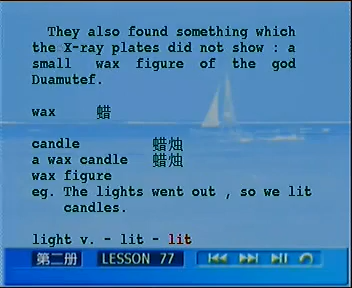 They also found something which
the X-ray plates did not show : a
small wax figure of the god
Duamutef.
wax 蜡
candle 蜡烛
a wax candle 蜡烛
wax figure
eg. The lights went out , so we lit
candles.
light v. - lit - lit
第二册 LESSON 77